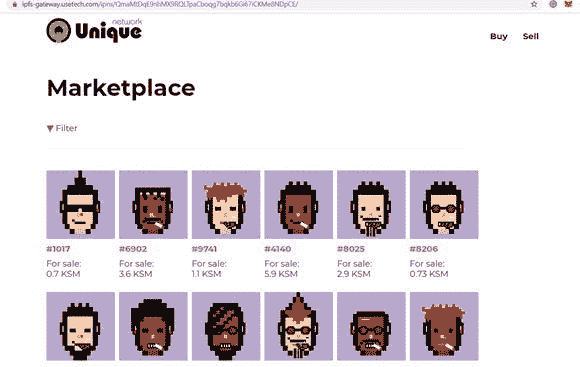 ipfs-gateway.usetech.com/ipns/QmaMtDqE9nhMX9RQLTpaCboqg7bqkb6Gi67iCKMe8NDpCE/
network
Unique
Buy Sell
Marketplace
Filter
#1017 #6902 #9741 #4140 #8025 #8206
For sale: For sale: For sale: For sale: For sale: For sale:
0.7 KSM 3.6 KSM 1.1 KSM 5.9 KSM 2.9 KSM 0.73 KSM